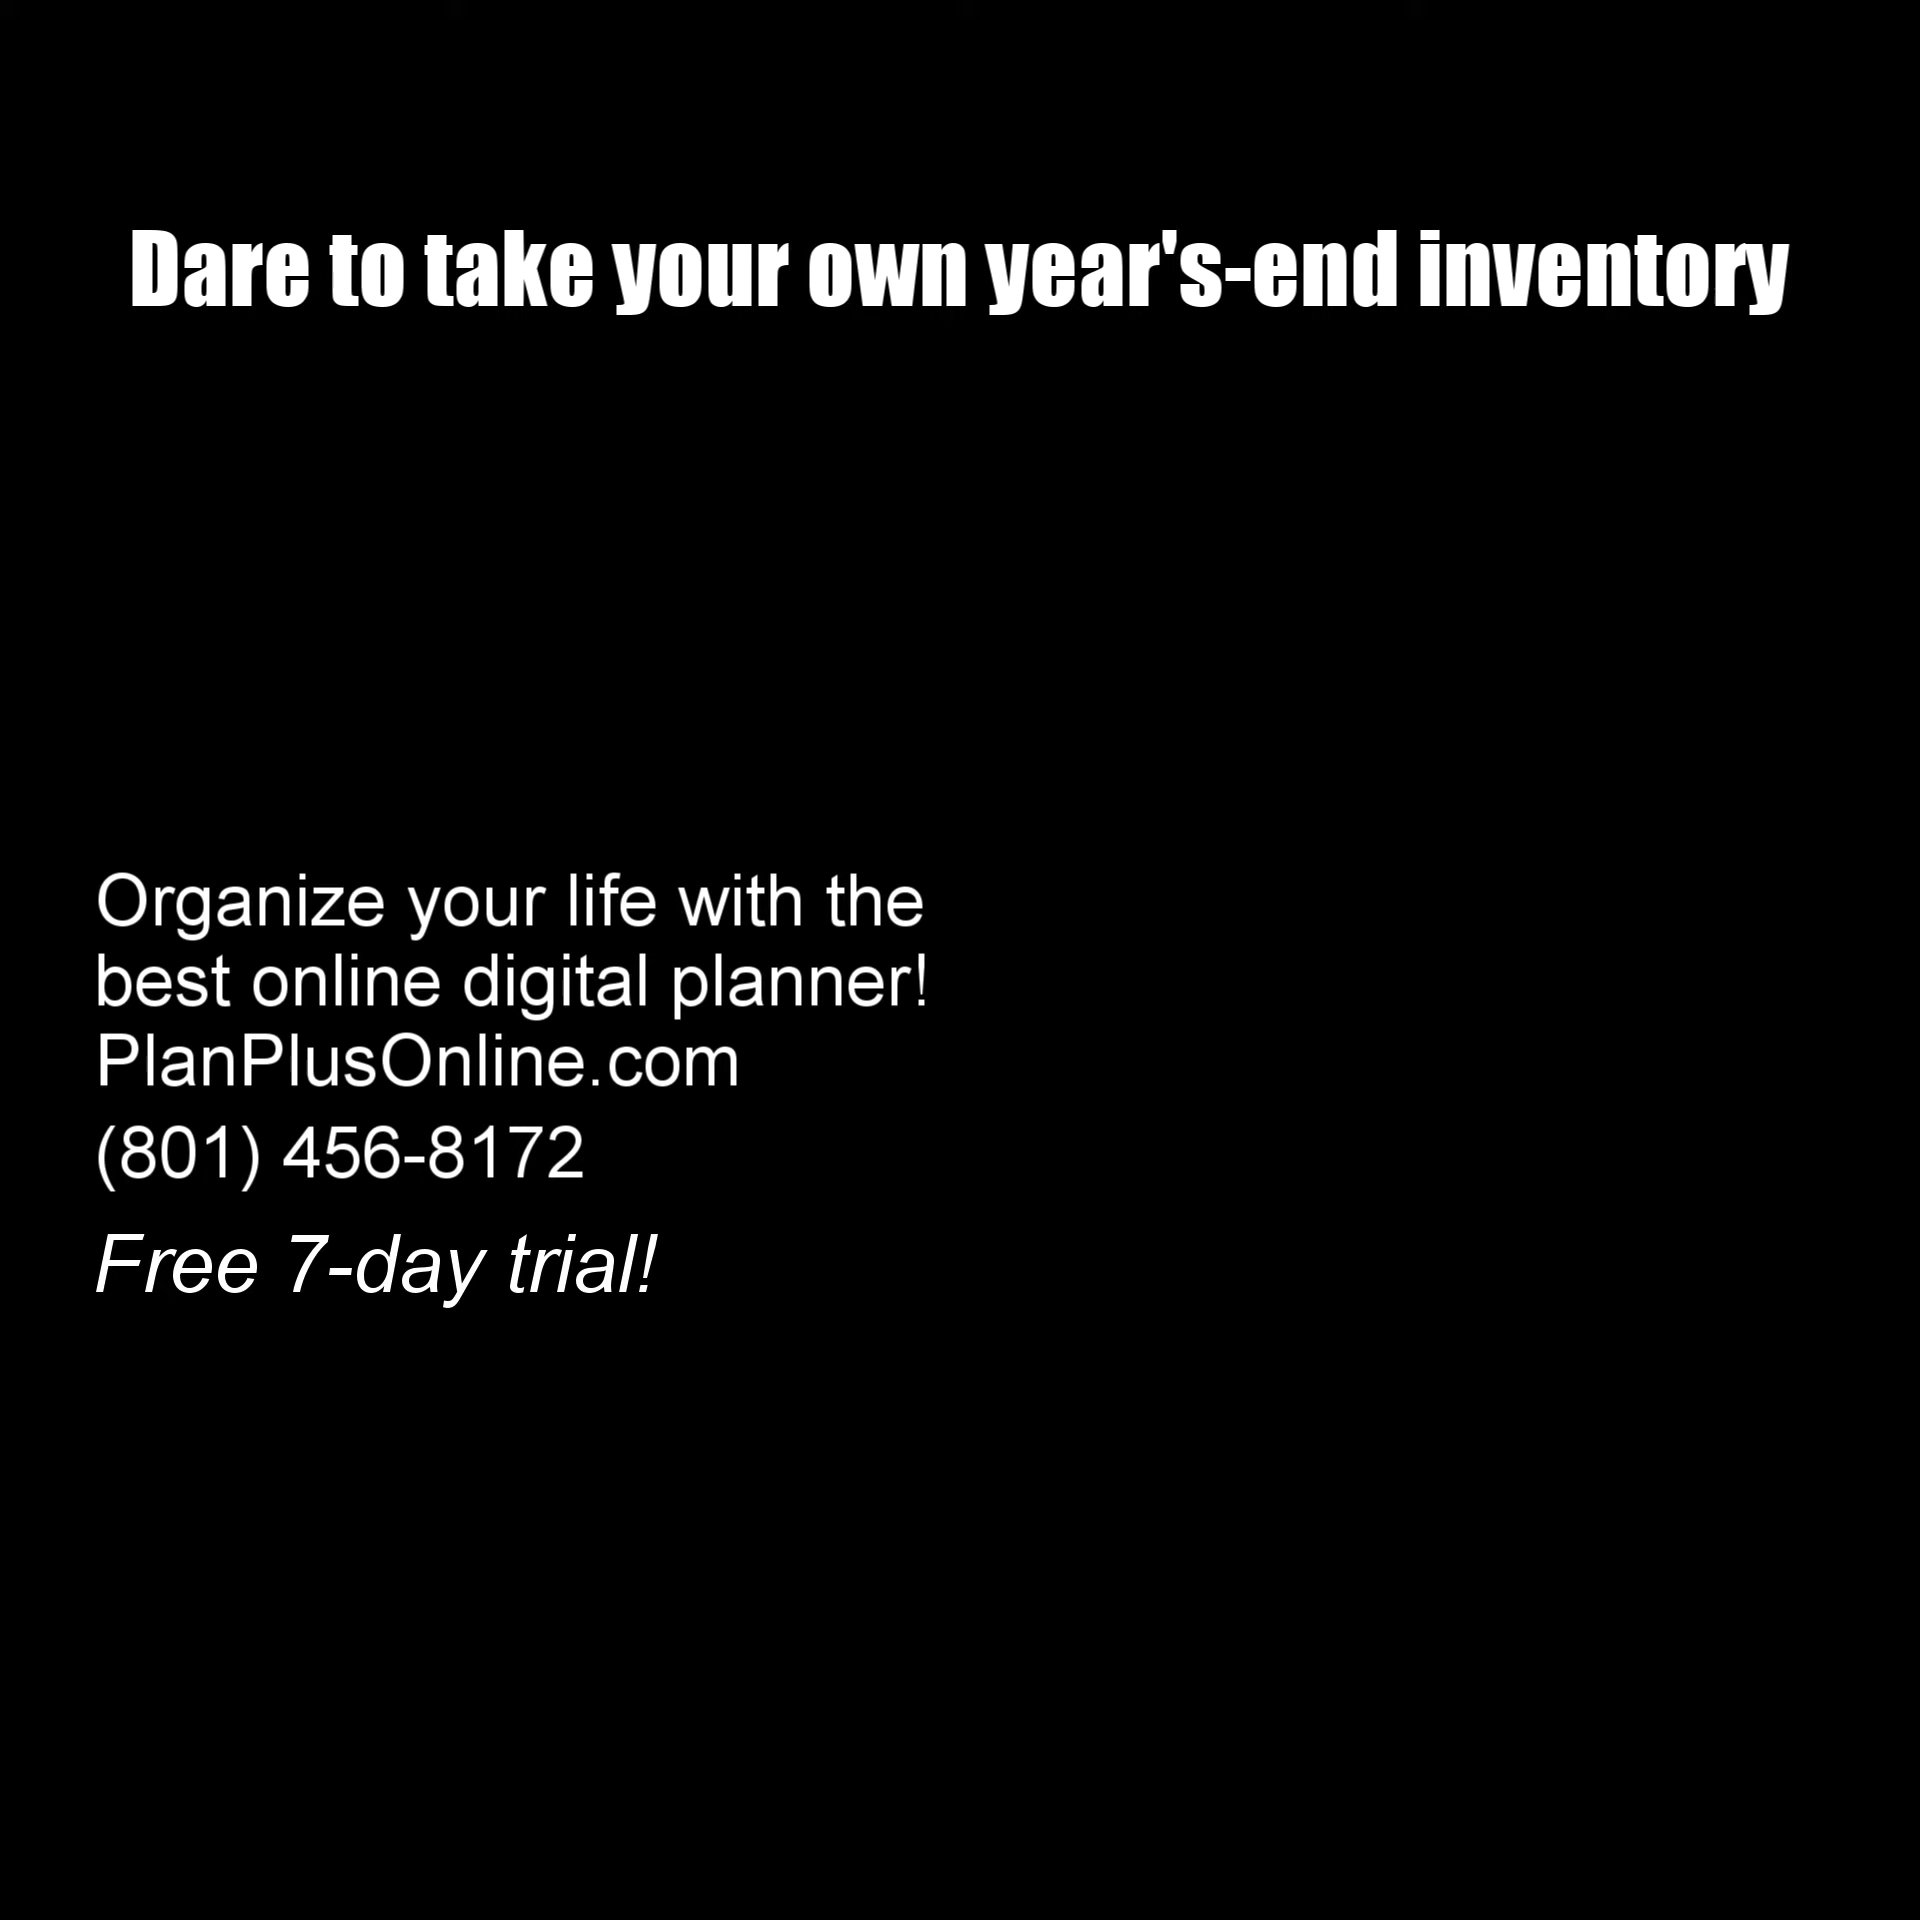 Dare to take your own year's-end inventory
Organize your life with the
best online digital planner!
PlanPlusOnline.com
(801) 456-8172
Free 7-day trial!